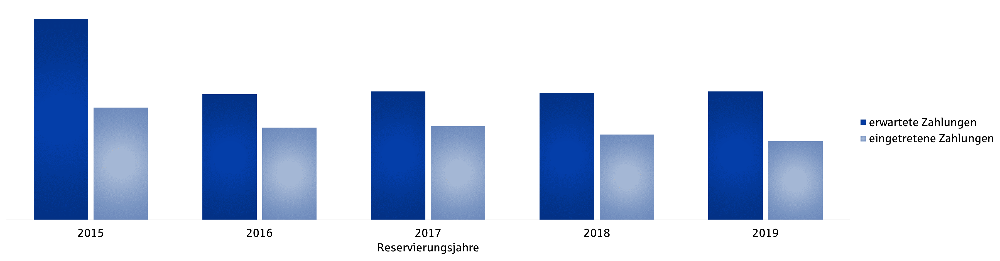 erwartete Zahlungen
eingetretene Zahlungen
2015 2016 2017 2018 2019
Reservierungsjahre